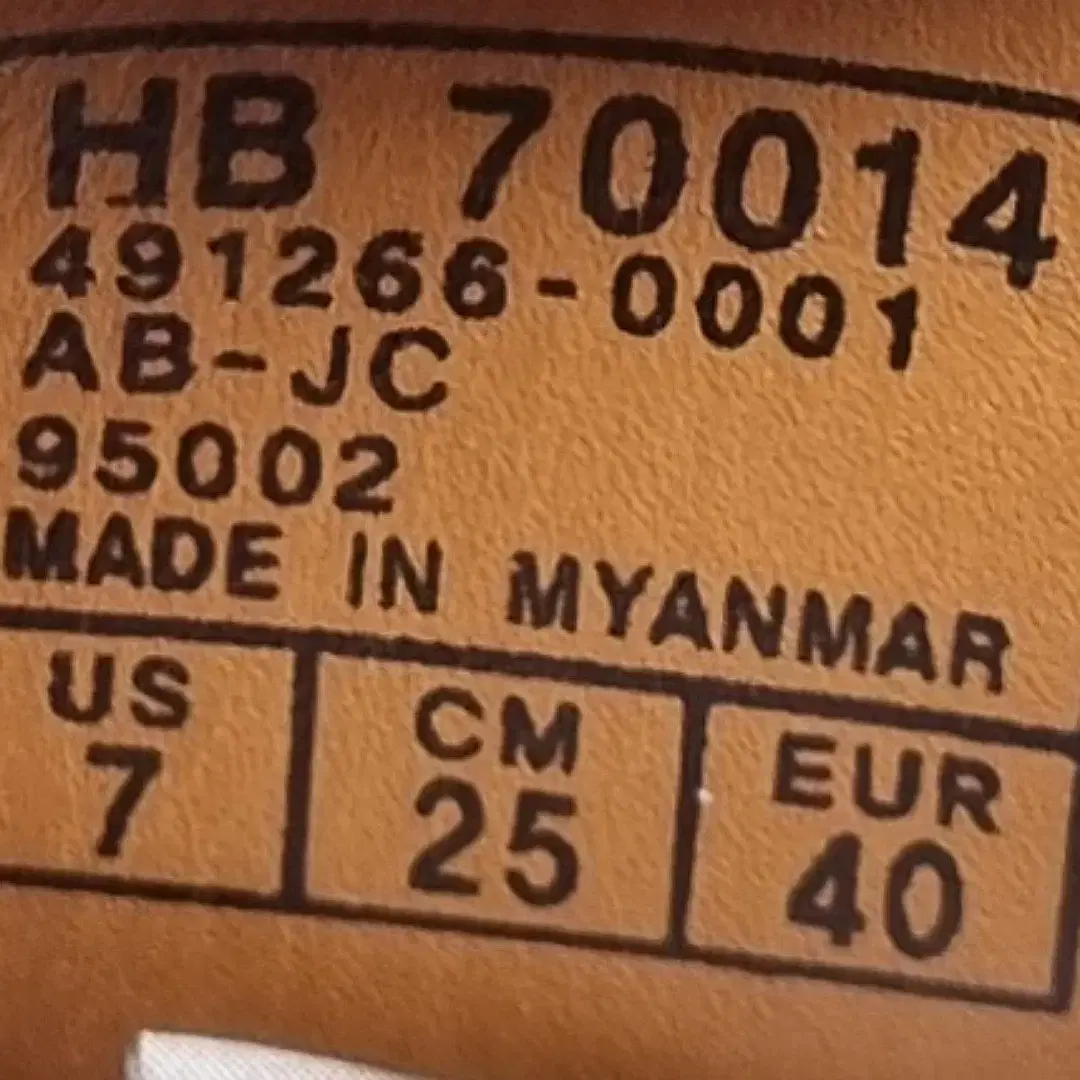 HB 70014
491266-0001
AB-JC
95002
MADE IN MYANMAR
US CM EUR
7 25 40